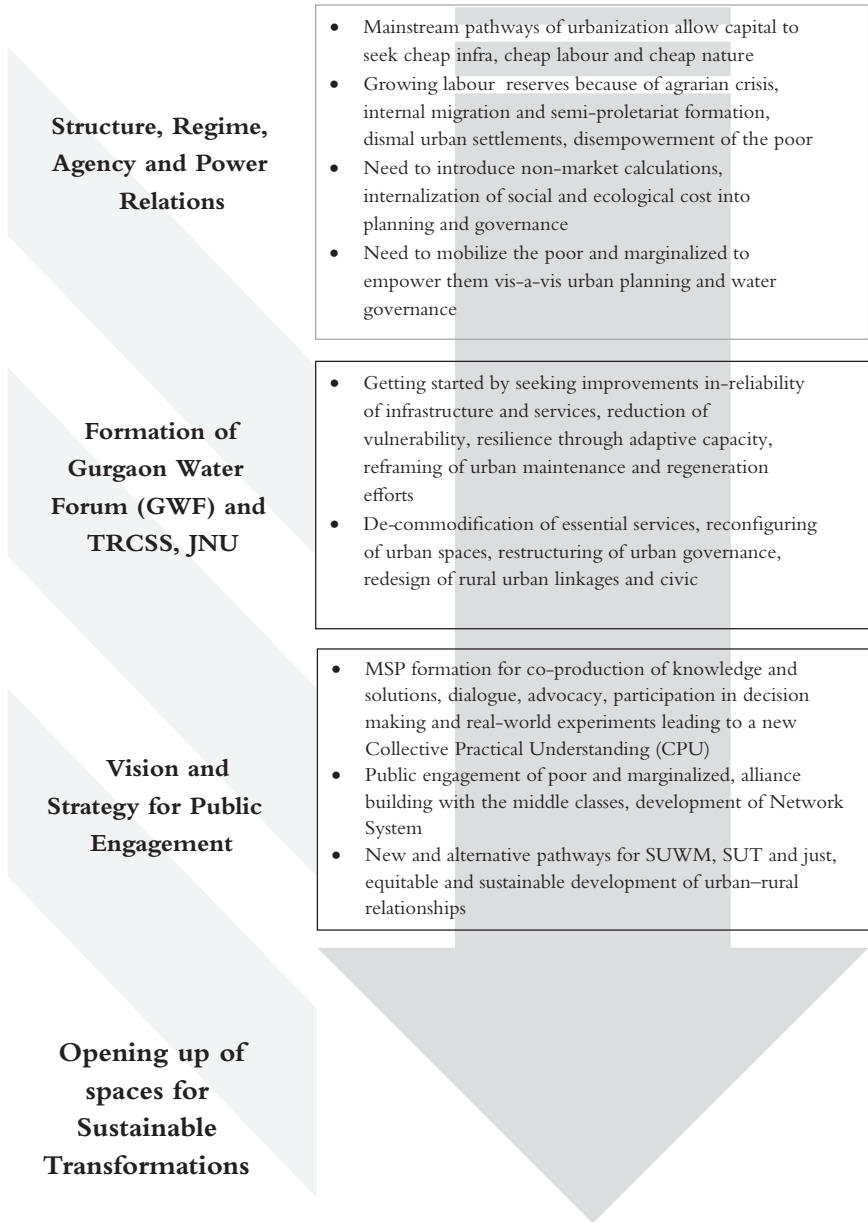 Structure, Regime,
Agency and Power
Relations
• Mainstream pathways of urbanization allow capital to
seek cheap infra, cheap labour and cheap nature
• Growing labour reserves because of agrarian crisis,
internal migration and semi-proletariat formation,
dismal urban settlements, disempowerment of the poor
• Need to introduce non-market calculations,
internalization of social and ecological cost into
planning and governance
• Need to mobilize the poor and marginalized to
empower them vis-a-vis urban planning and water
governance
Formation of
Gurgaon Water
Forum (GWF) and
TRCSS, JNU
• Getting started by seeking improvements in-reliability
of infrastructure and services, reduction of
vulnerability, resilience through adaptive capacity,
reframing of urban maintenance and regeneration
efforts
• De-commodification of essential services, reconfiguring
of urban spaces, restructuring of urban governance,
redesign of rural urban linkages and civic
Vision and
Strategy for Public
Engagement
• MSP formation for co-production of knowledge and
solutions, dialogue, advocacy, participation in decision
making and real-world experiments leading to a new
Collective Practical Understanding (CPU)
• Public engagement of poor and marginalized, alliance
building with the middle classes, development of Network
System
• New and alternative pathways for SUWM, SUT and just,
equitable and sustainable development of urban–rural
relationships
Opening up of
spaces for
Sustainable
Transformations